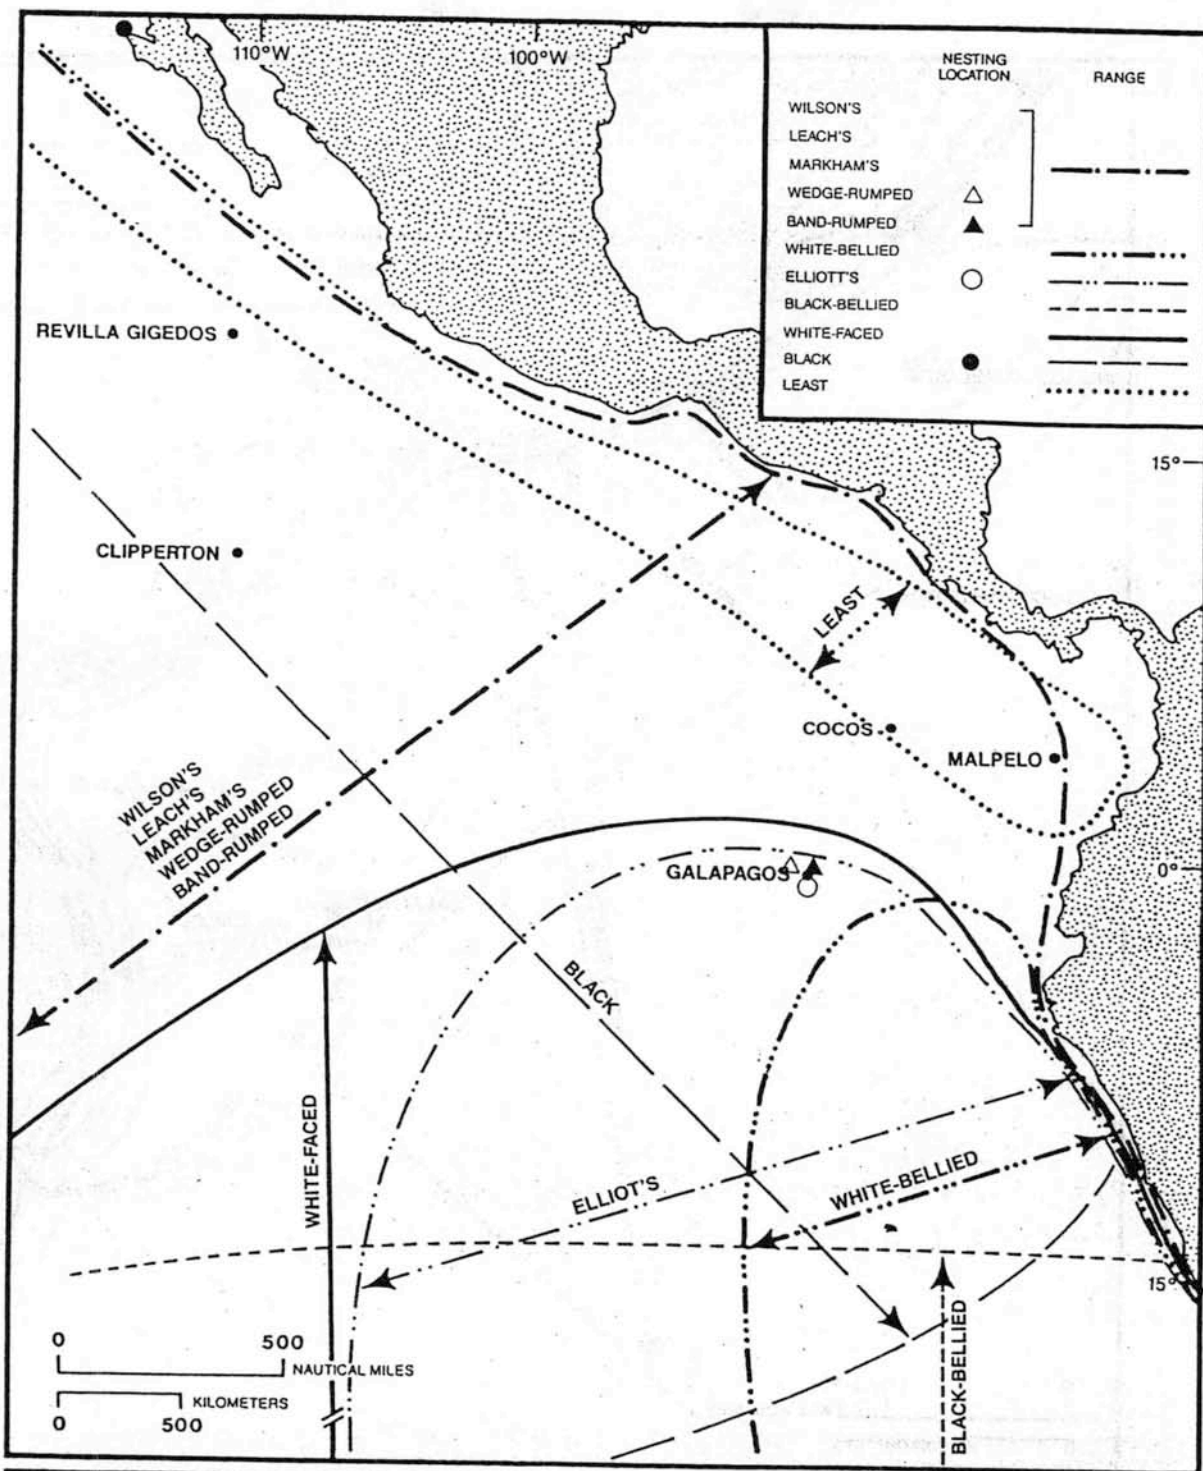 110°W
100°W
NESTING
LOCATION
RANGE
WILSON'S
LEACH'S
MARKHAM'S
WEDGE-RUMPED
BAND-RUMPED
WHITE-BELLIED
ELLIOTT'S
BLACK-BELLIED
WHITE-FACED
BLACK
LEAST
REVILLA GIGEDOS
15°
CLIPPERTON
LEAST
COCOS
MALPELO
WILSON'S
LEACH'S
MARKHAM'S
WEDGE-RUMPED
BAND-RUMPED
GALAPAGOS
0°
BLACK
WHITE-FACED
ELLIOT'S
WHITE-BELLIED
15°
BLACK-BELLIED
0 500
NAUTICAL MILES
KILOMETERS
0 500